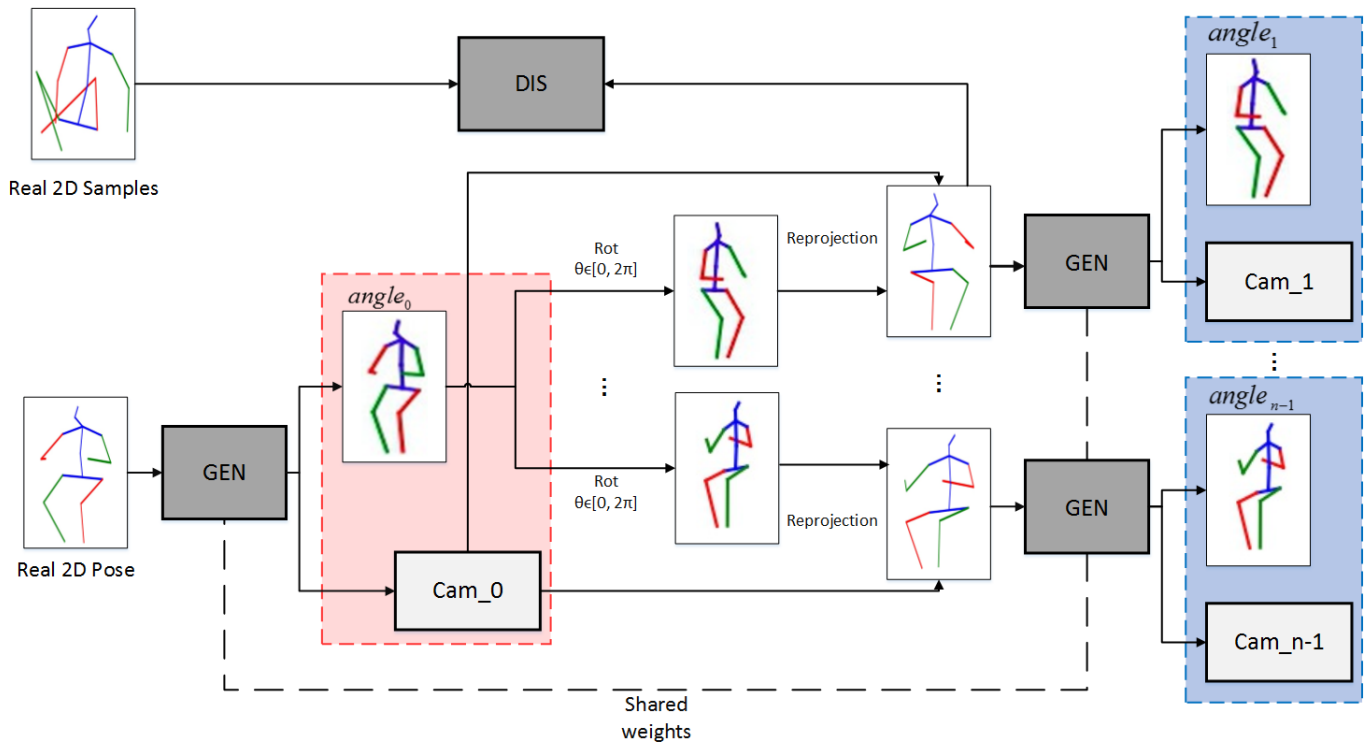 DIS
Real 2D Samples
angle₁
Cam_1
Rot
θϵ[0, 2π]
Reprojection
GEN
angle₀
⋮
⋮
⋮
angleₙ₋₁
Real 2D Pose
GEN
Cam_0
Rot
θϵ[0, 2π]
Reprojection
GEN
Cam_n-1
Shared
weights